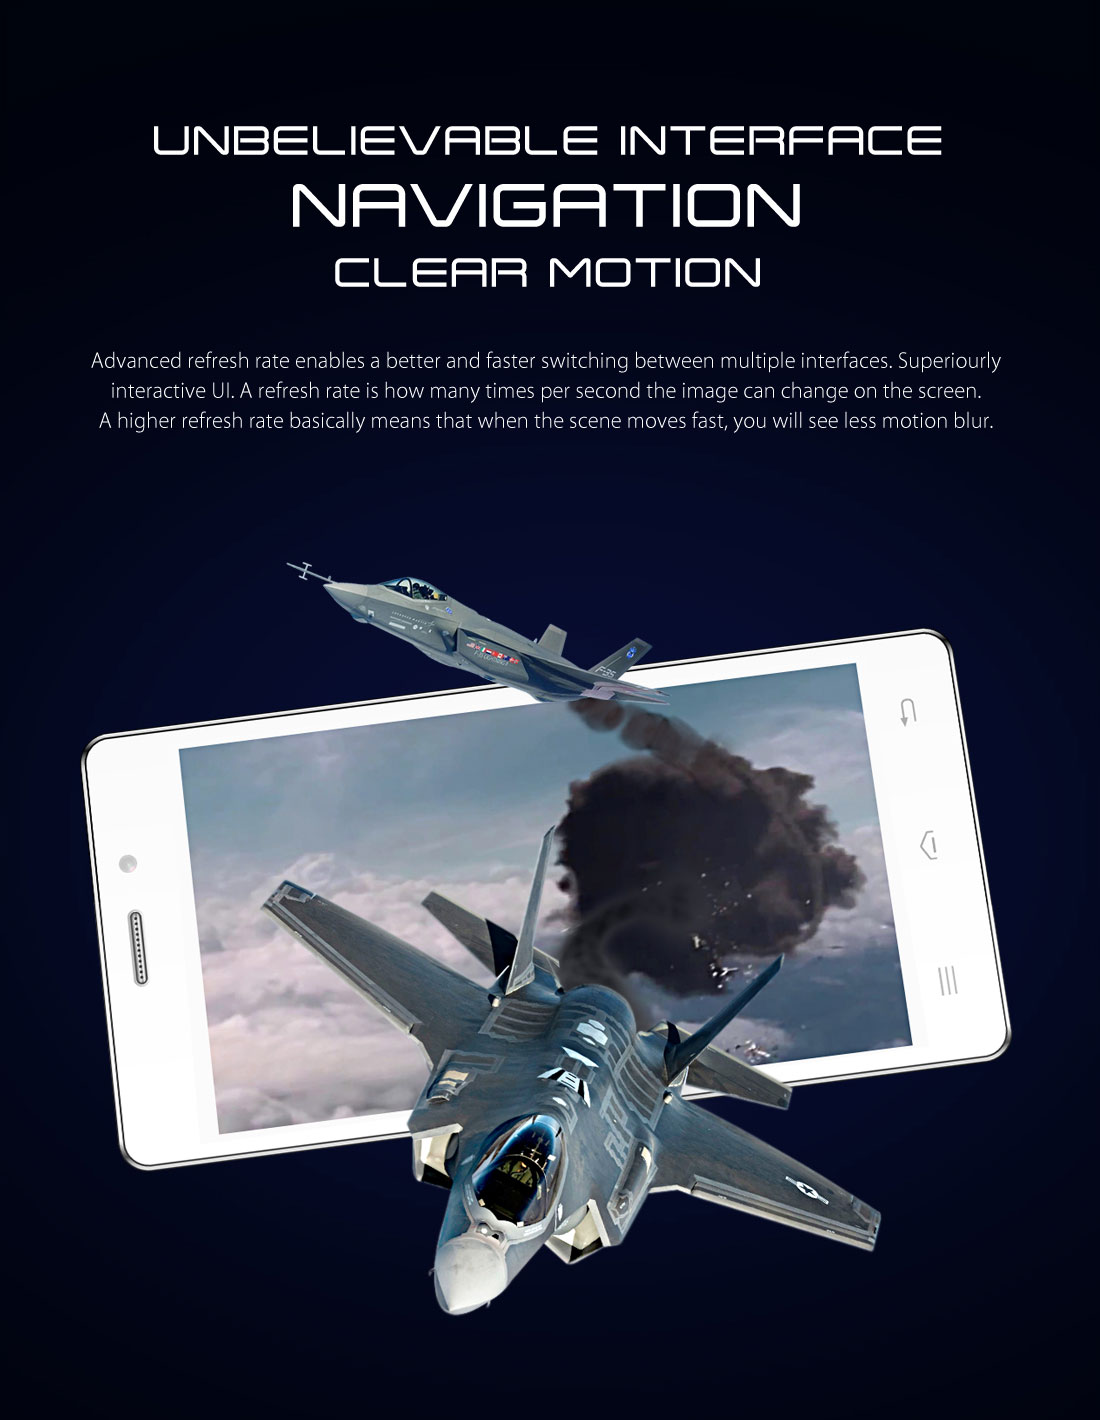 UNBELIEVABLE INTERFACE
NAVIGATION
CLEAR MOTION
Advanced refresh rate enables a better and faster switching between multiple interfaces. Superiourly
interactive UI. A refresh rate is how many times per second the image can change on the screen.
A higher refresh rate basically means that when the scene moves fast, you will see less motion blur.
F-35